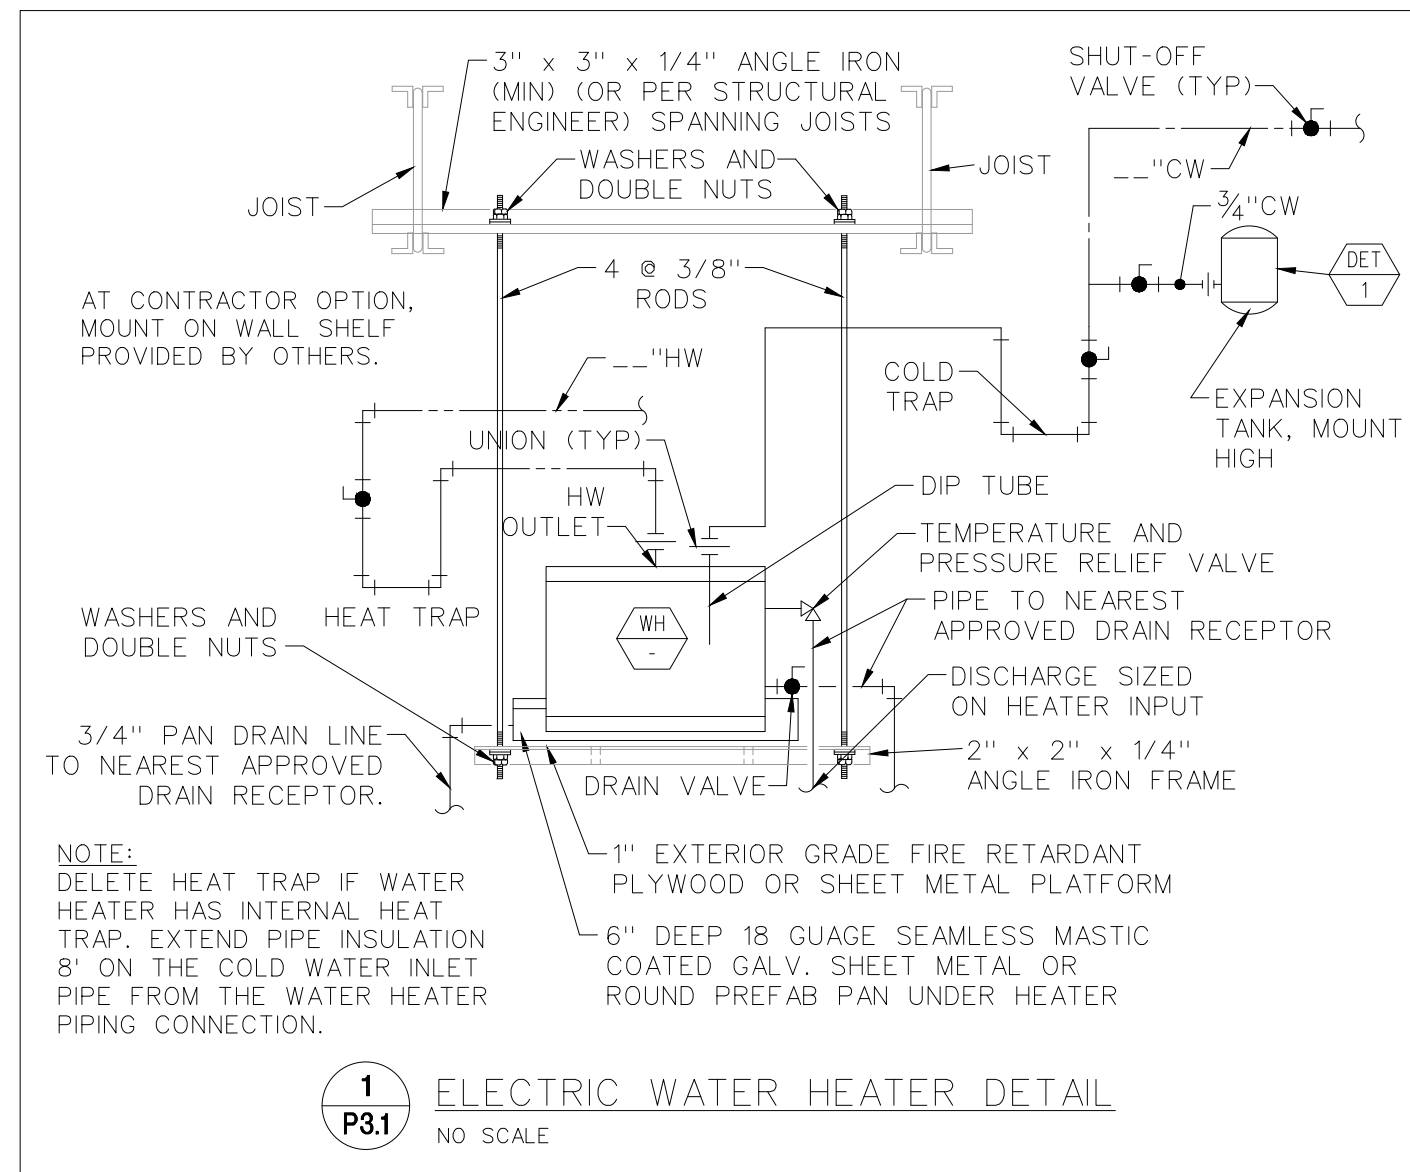 3" x 3" x 1/4" ANGLE IRON
(MIN) (OR PER STRUCTURAL
ENGINEER) SPANNING JOISTS
SHUT-OFF
VALVE (TYP)
WASHERS AND
DOUBLE NUTS
JOIST
JOIST
__"CW
3/4"CW
4 @ 3/8"
RODS
DET
1
AT CONTRACTOR OPTION,
MOUNT ON WALL SHELF
PROVIDED BY OTHERS.
__"HW
COLD
TRAP
EXPANSION
TANK, MOUNT
HIGH
UNION (TYP)
HW
OUTLET
DIP TUBE
TEMPERATURE AND
PRESSURE RELIEF VALVE
WASHERS AND
DOUBLE NUTS
HEAT TRAP
WH
-
PIPE TO NEAREST
APPROVED DRAIN RECEPTOR
DISCHARGE SIZED
ON HEATER INPUT
3/4" PAN DRAIN LINE
TO NEAREST APPROVED
DRAIN RECEPTOR.
DRAIN VALVE
2" x 2" x 1/4"
ANGLE IRON FRAME
NOTE:
DELETE HEAT TRAP IF WATER
HEATER HAS INTERNAL HEAT
TRAP. EXTEND PIPE INSULATION
8' ON THE COLD WATER INLET
PIPE FROM THE WATER HEATER
PIPING CONNECTION.
1" EXTERIOR GRADE FIRE RETARDANT
PLYWOOD OR SHEET METAL PLATFORM
6" DEEP 18 GUAGE SEAMLESS MASTIC
COATED GALV. SHEET METAL OR
ROUND PREFAB PAN UNDER HEATER
1
P3.1
ELECTRIC WATER HEATER DETAIL
NO SCALE